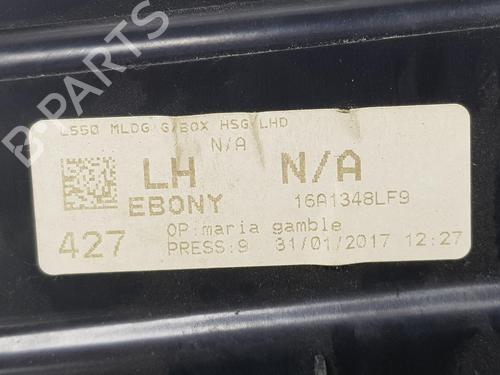 L550 MLDG G/BOX HSG LHD
N/A
LH N/A
EBONY 16A1348LF9
427 OP:maria gamble
PRESS:9 31/01/2017 12:27